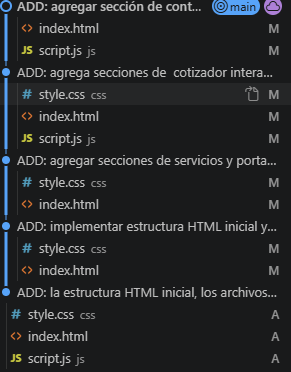 ADD: agregar sección de cont... main
<> index.html M
JS script.js js M
ADD: agrega secciones de cotizador intera...
# style.css css M
<> index.html M
JS script.js js M
ADD: agregar secciones de servicios y porta...
# style.css css M
<> index.html M
ADD: implementar estructura HTML inicial y...
# style.css css M
<> index.html M
ADD: la estructura HTML inicial, los archivos...
# style.css css A
<> index.html A
JS script.js js A